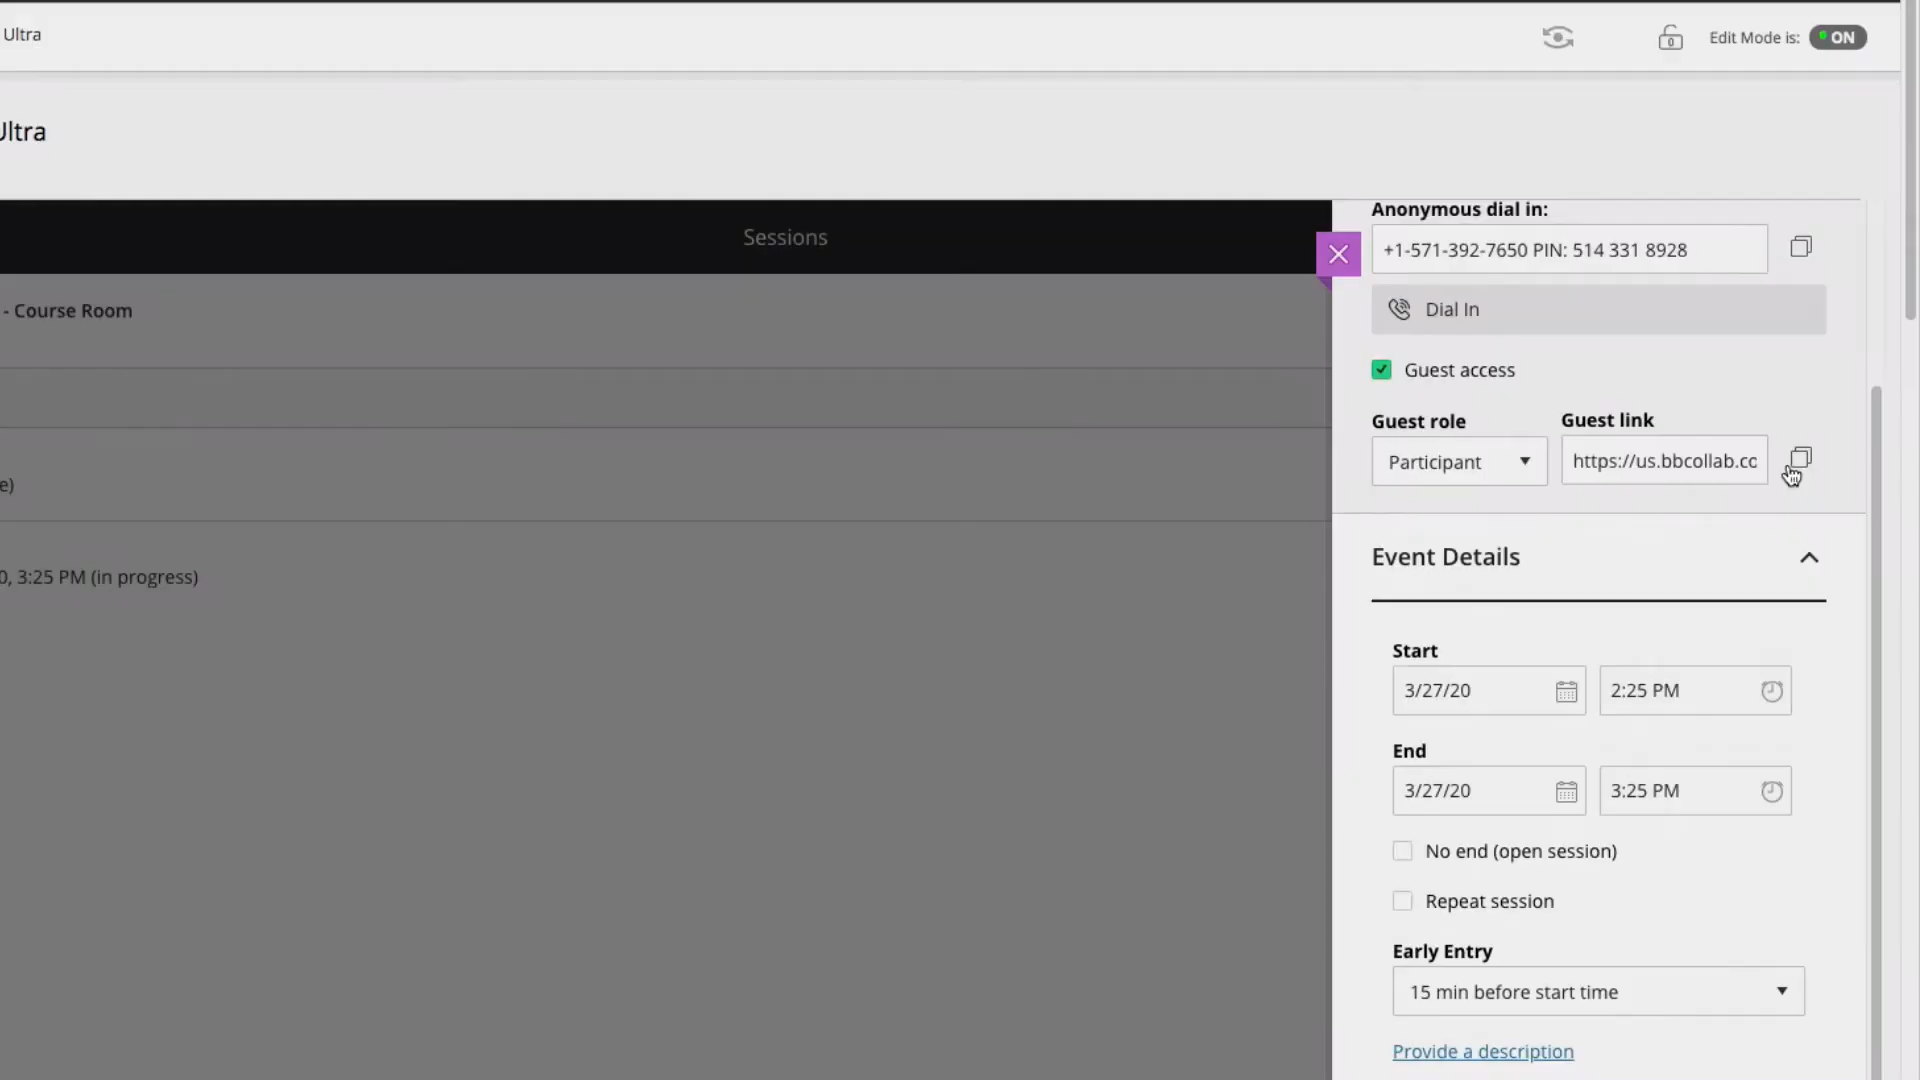 Ultra
Edit Mode is: ON
Ultra
Sessions
- Course Room
e)
0, 3:25 PM (in progress)
Anonymous dial in:
+1-571-392-7650 PIN: 514 331 8928
Dial In
Guest access
Guest role Guest link
Participant https://us.bbcollab.cc
Event Details
Start
3/27/20 2:25 PM
End
3/27/20 3:25 PM
No end (open session)
Repeat session
Early Entry
15 min before start time
Provide a description